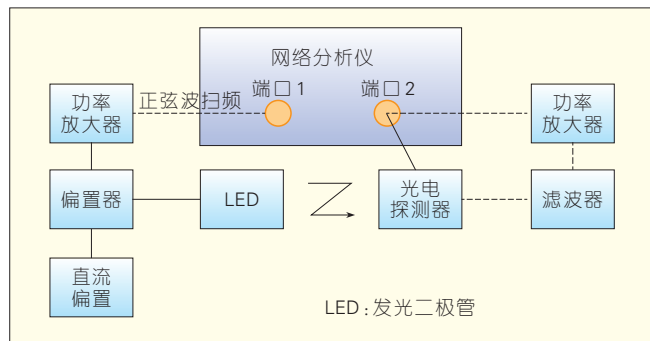 网络分析仪
端口1
端口2
正弦波扫频
功率
放大器
功率
放大器
偏置器
LED
光电
探测器
滤波器
直流
偏置
LED:发光二极管